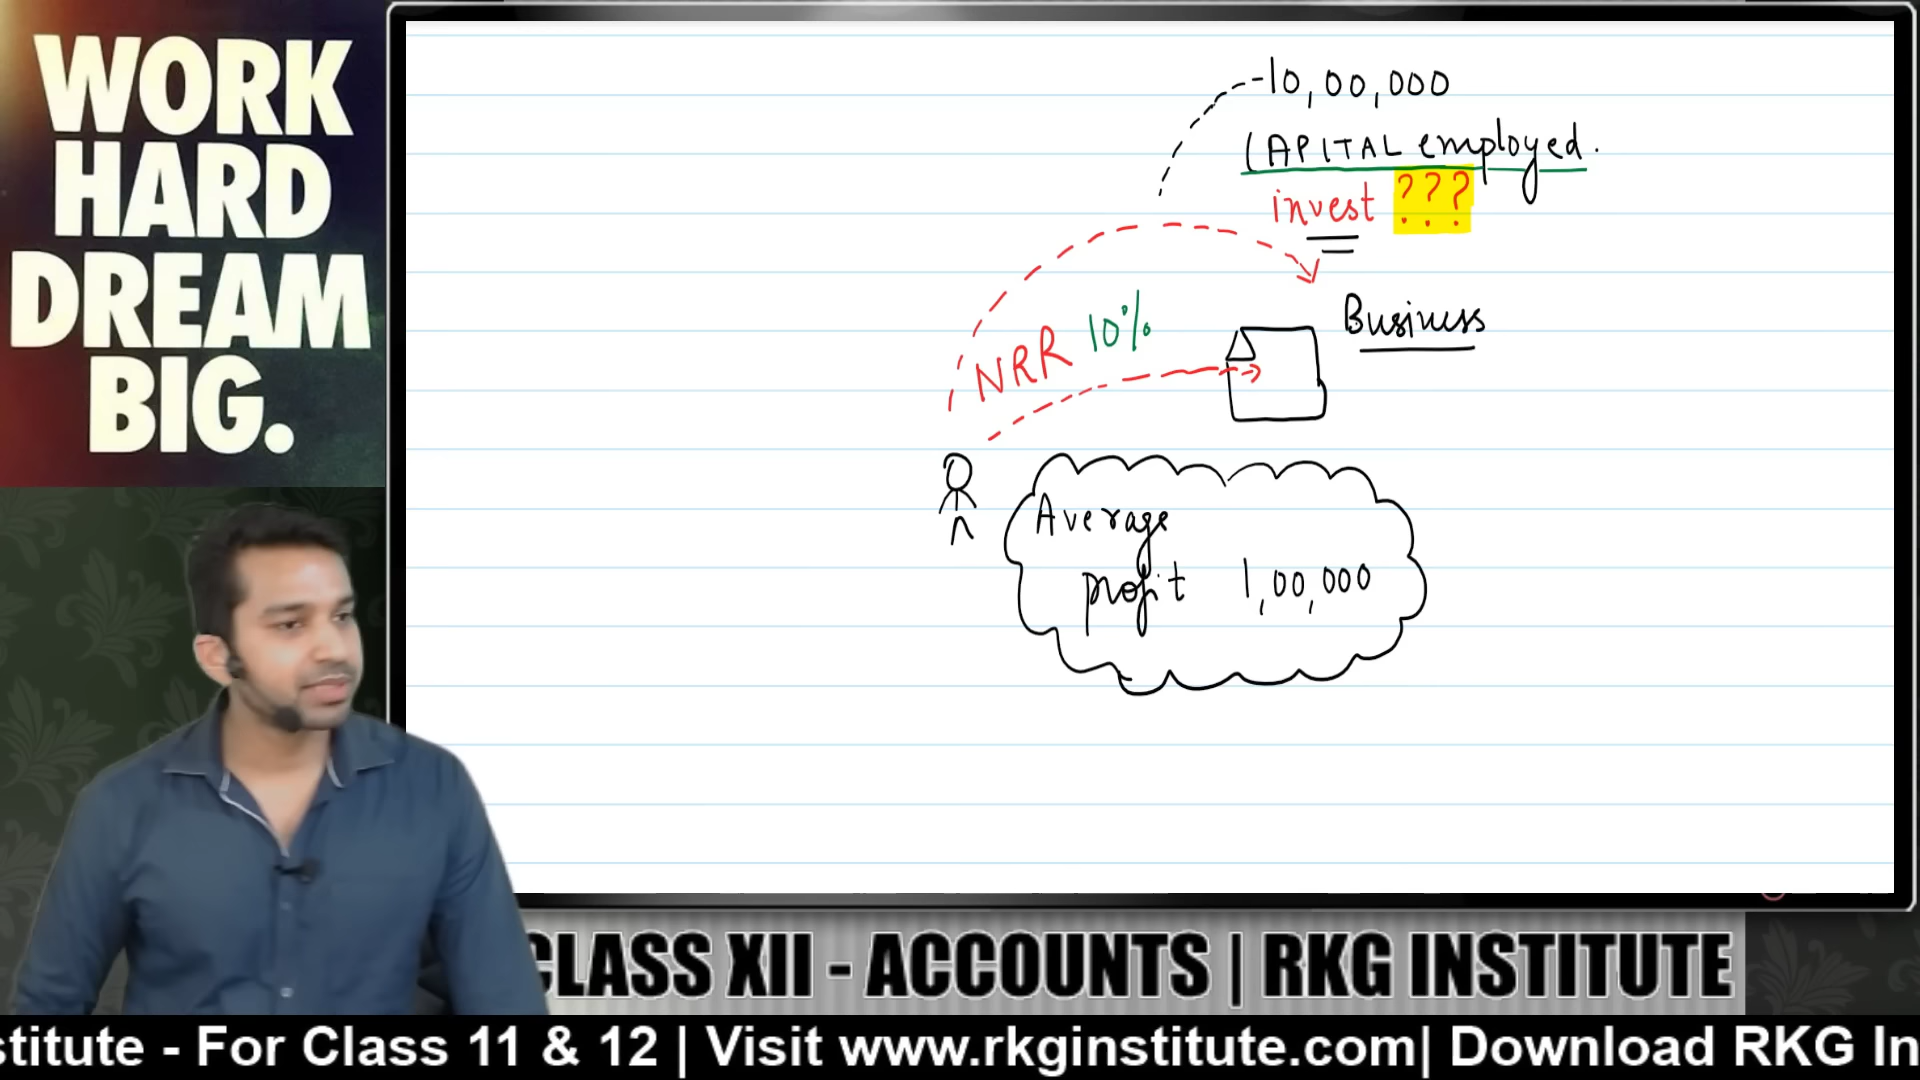 WORK
HARD
DREAM
BIG.
10,00,000
CAPITAL employed.
invest ???
Business
NRR 10%
Average
profit 1,00,000
CLASS XII - ACCOUNTS | RKG INSTITUTE
stitute - For Class 11 & 12 | Visit www.rkginstitute.com| Download RKG In